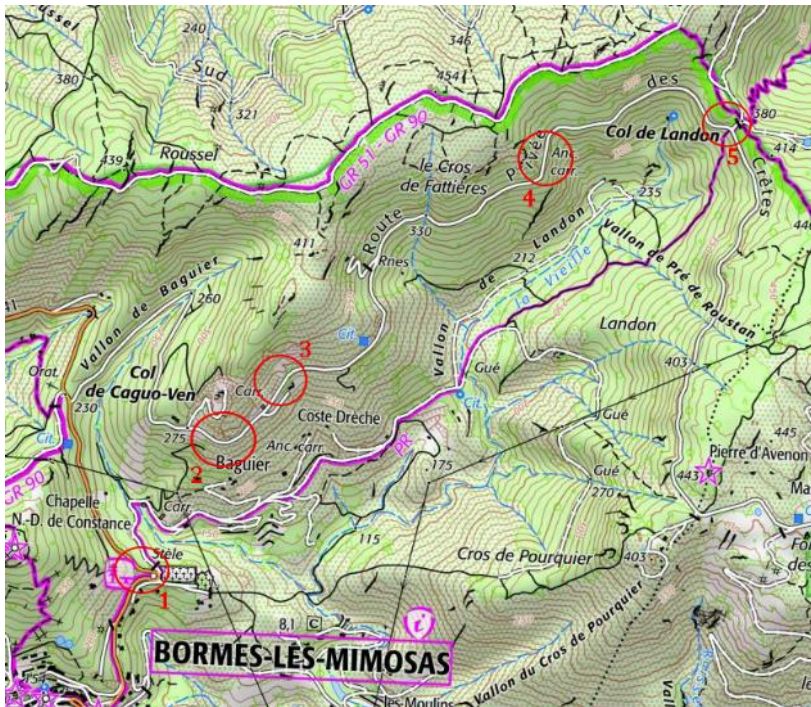 240
346
Sud
321
380
454
des
439
Roussel
GR 51 - GR 90
le Cros
de Fattières
Privée
Anc.
carr.
4
Col de Landon
380
414
5
Crêtes
Route
330
411
Rnes
235
212
Vallon de Landon
la Vieille
Vallon de Pré de Roustan
Vallon de Baguier
260
Landon
403
Orat.
230
Col
de Caguo-Ven
Carr.
3
Cit.
Gué
Cit.
Coste Drèche
275
2
Baguier
Anc. carr.
PR
175
Gué
Gué
445
Pierre d'Avenon
443
270
Cit.
GR 90
Chapelle
N.-D. de Constance
Carr.
115
Cros de Pourquier
403
Stèle
1
8,1
C
i
BORMES-LÈS-MIMOSAS
Vallon du Cros de Pourquier
les Moulins